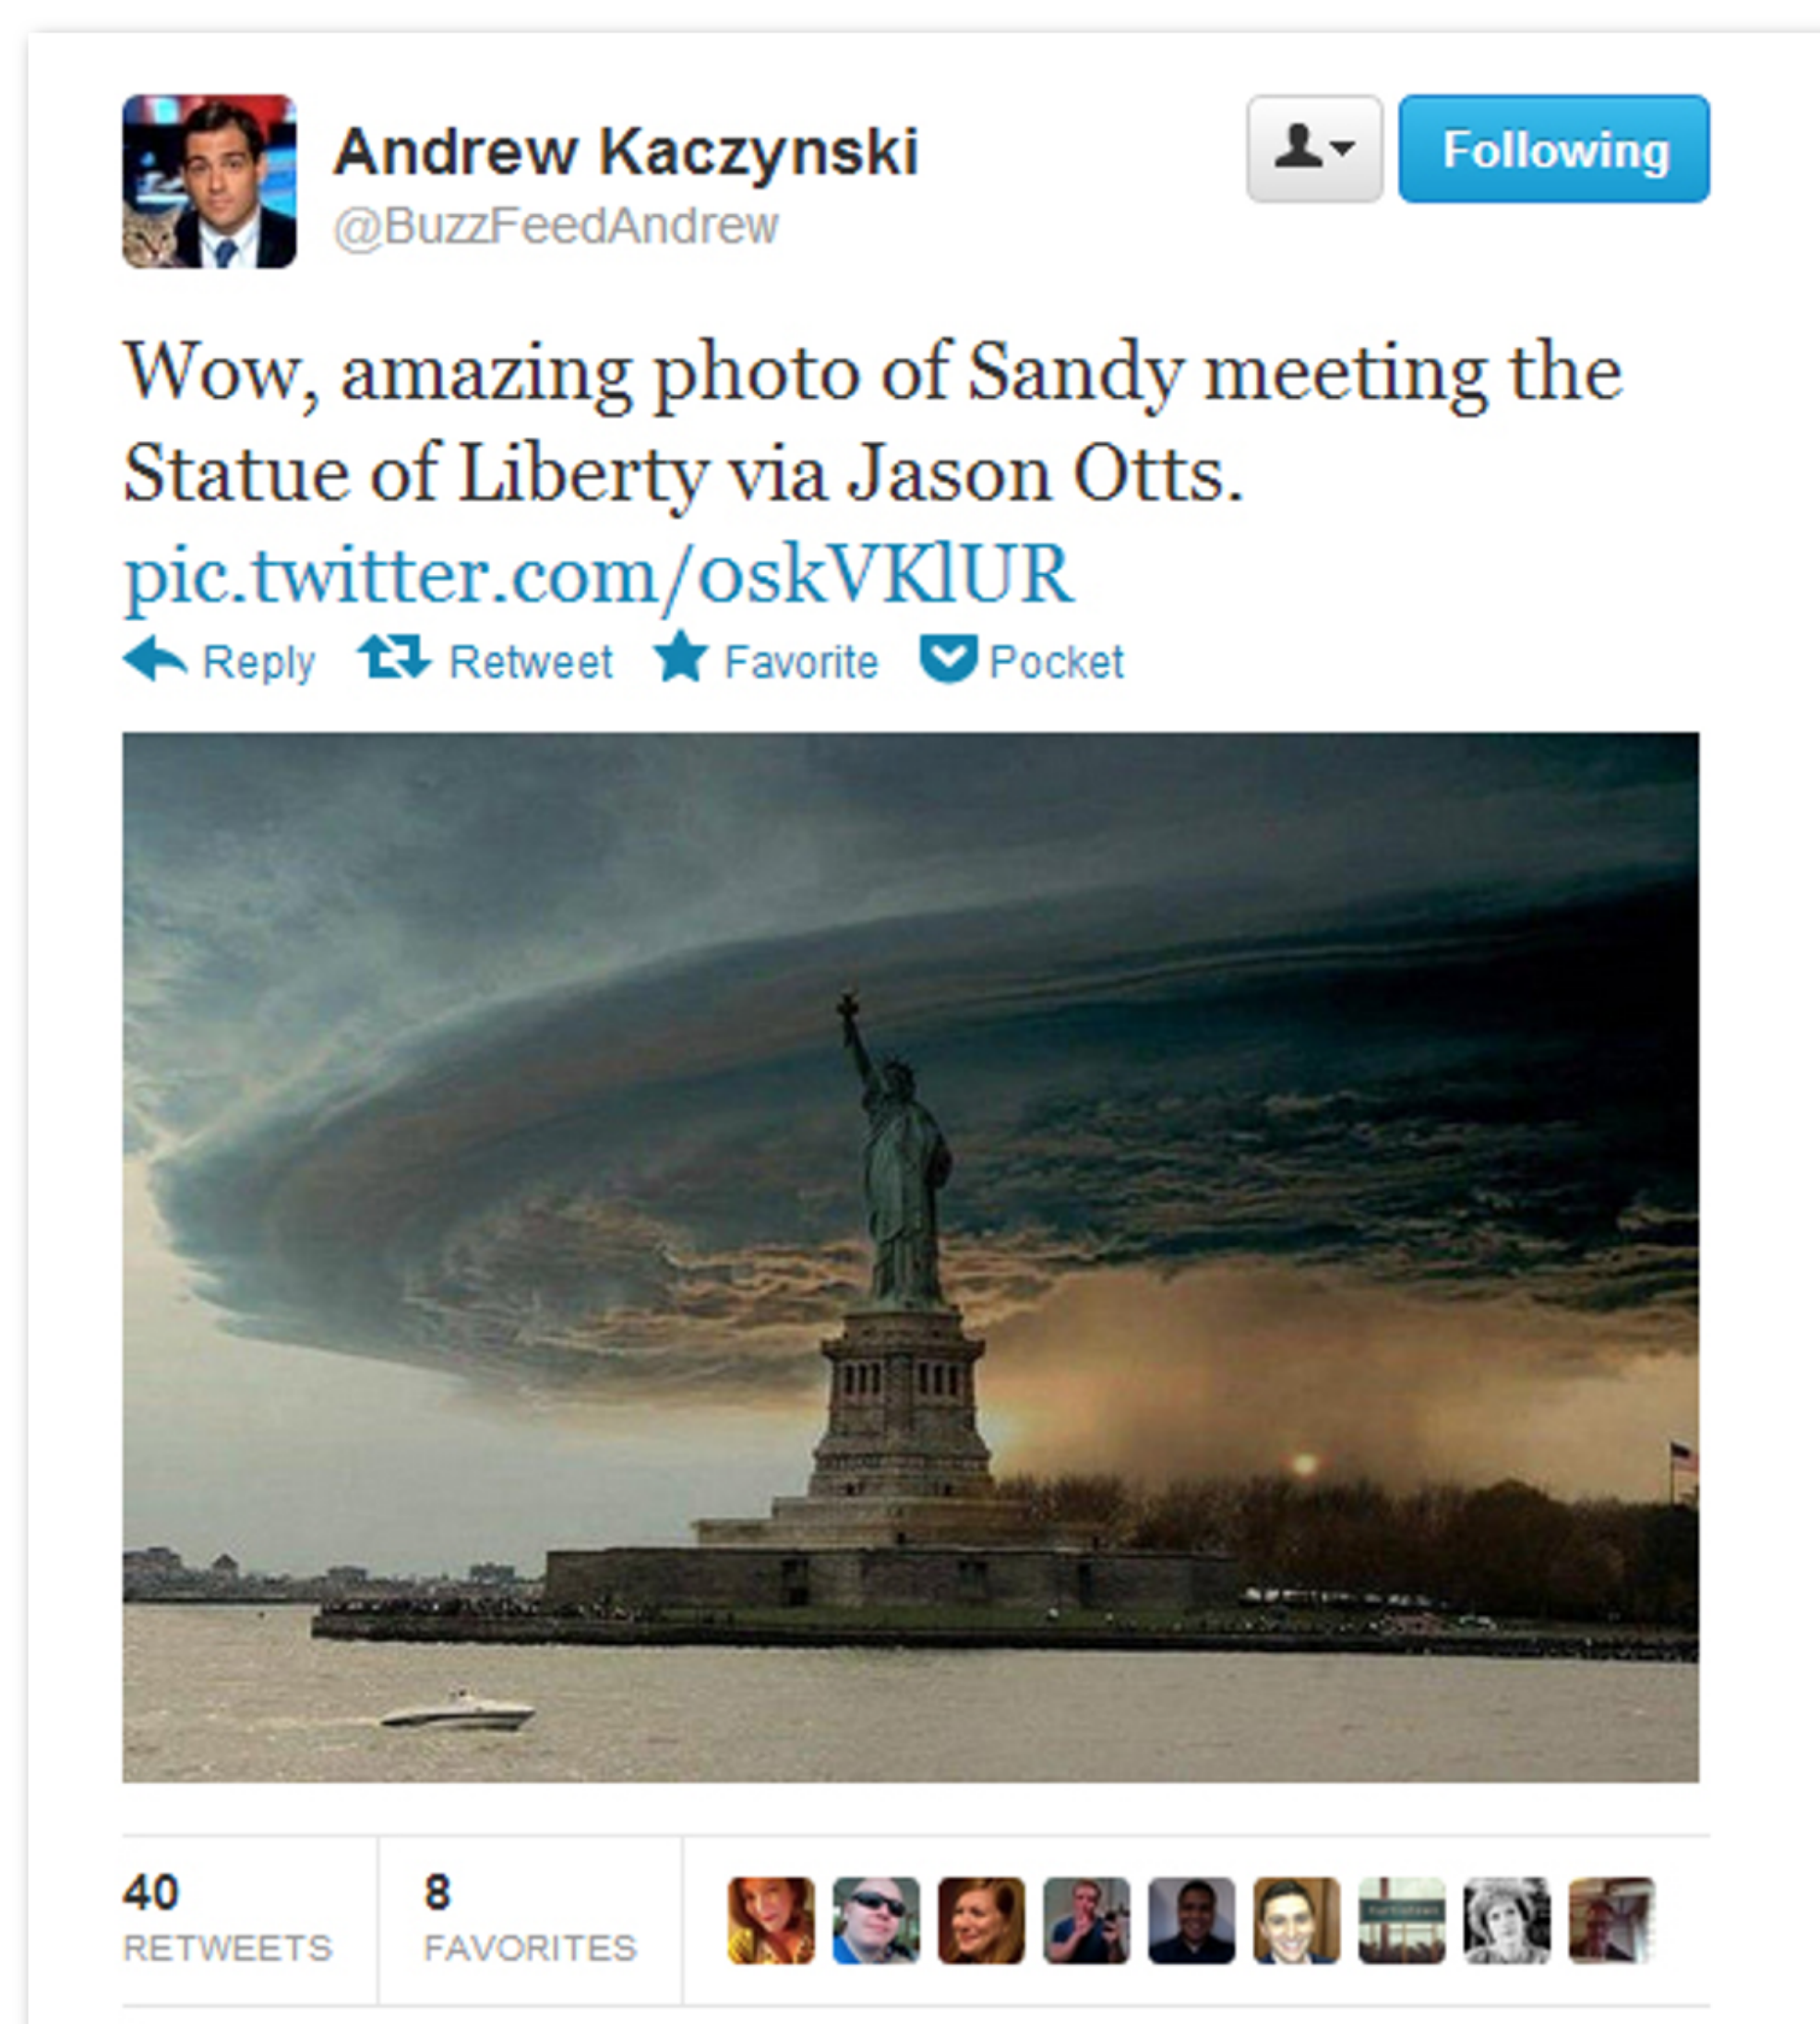 Andrew Kaczynski
@BuzzFeedAndrew
Following
Wow, amazing photo of Sandy meeting the
Statue of Liberty via Jason Otts.
pic.twitter.com/oskVKlUR
Reply Retweet Favorite Pocket
40
RETWEETS
8
FAVORITES